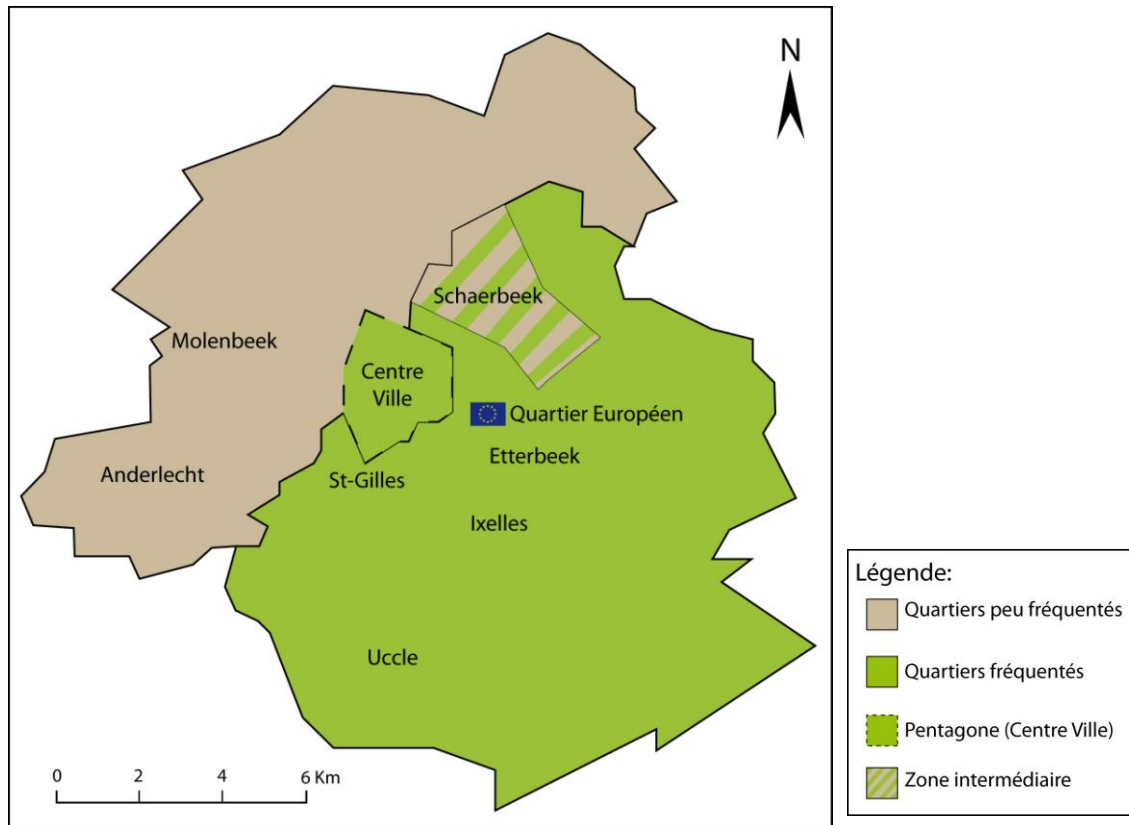 N
Schaerbeek
Molenbeek
Centre
Ville
Quartier Européen
Etterbeek
Anderlecht
St-Gilles
Ixelles
Uccle
0 2 4 6 Km
Légende:
Quartiers peu fréquentés
Quartiers fréquentés
Pentagone (Centre Ville)
Zone intermédiaire